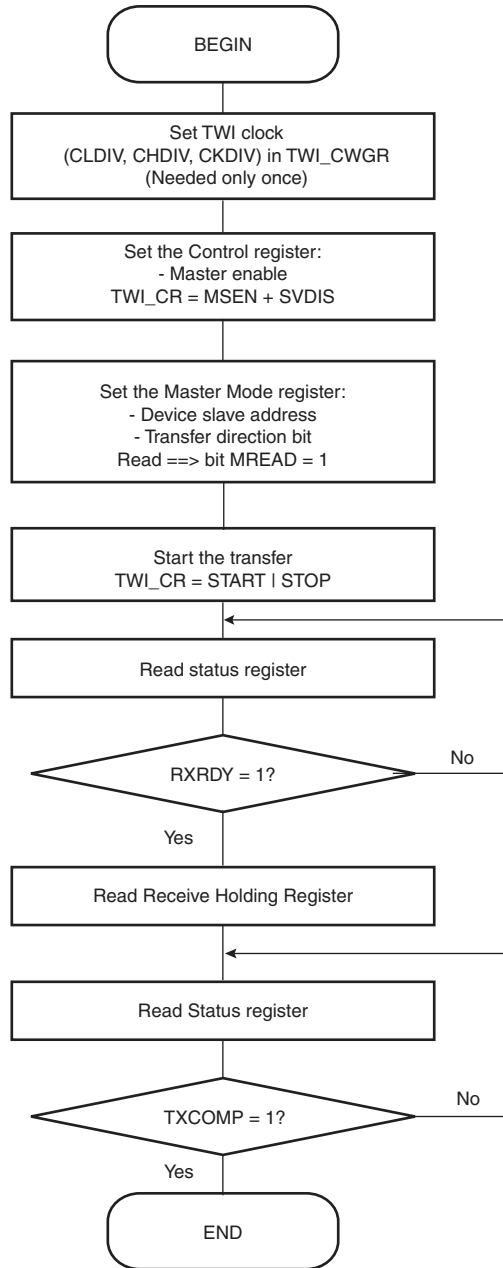 BEGIN
Set TWI clock
(CLDIV, CHDIV, CKDIV) in TWI_CWGR
(Needed only once)
Set the Control register:
- Master enable
TWI_CR = MSEN + SVDIS
Set the Master Mode register:
- Device slave address
- Transfer direction bit
Read ==> bit MREAD = 1
Start the transfer
TWI_CR = START | STOP
Read status register
RXRDY = 1?
No
Yes
Read Receive Holding Register
Read Status register
TXCOMP = 1?
No
Yes
END